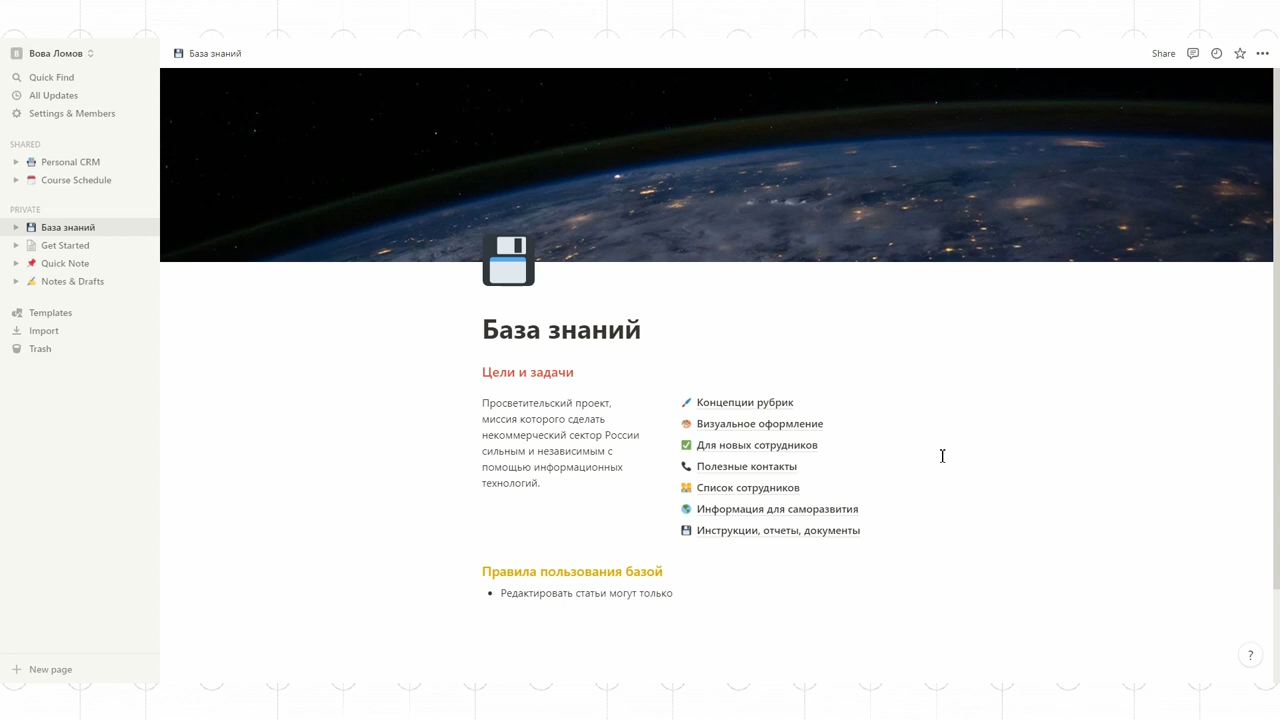 В Вова Ломов
База знаний
Share
Quick Find
All Updates
Settings & Members
SHARED
Personal CRM
Course Schedule
PRIVATE
База знаний
Get Started
Quick Note
Notes & Drafts
Templates
Import
Trash
New page
База знаний
Цели и задачи
Просветительский проект,
миссия которого сделать
некоммерческий сектор России
сильным и независимым с
помощью информационных
технологий.
Концепции рубрик
Визуальное оформление
Для новых сотрудников
Полезные контакты
Список сотрудников
Информация для саморазвития
Инструкции, отчеты, документы
Правила пользования базой
• Редактировать статьи могут только
?